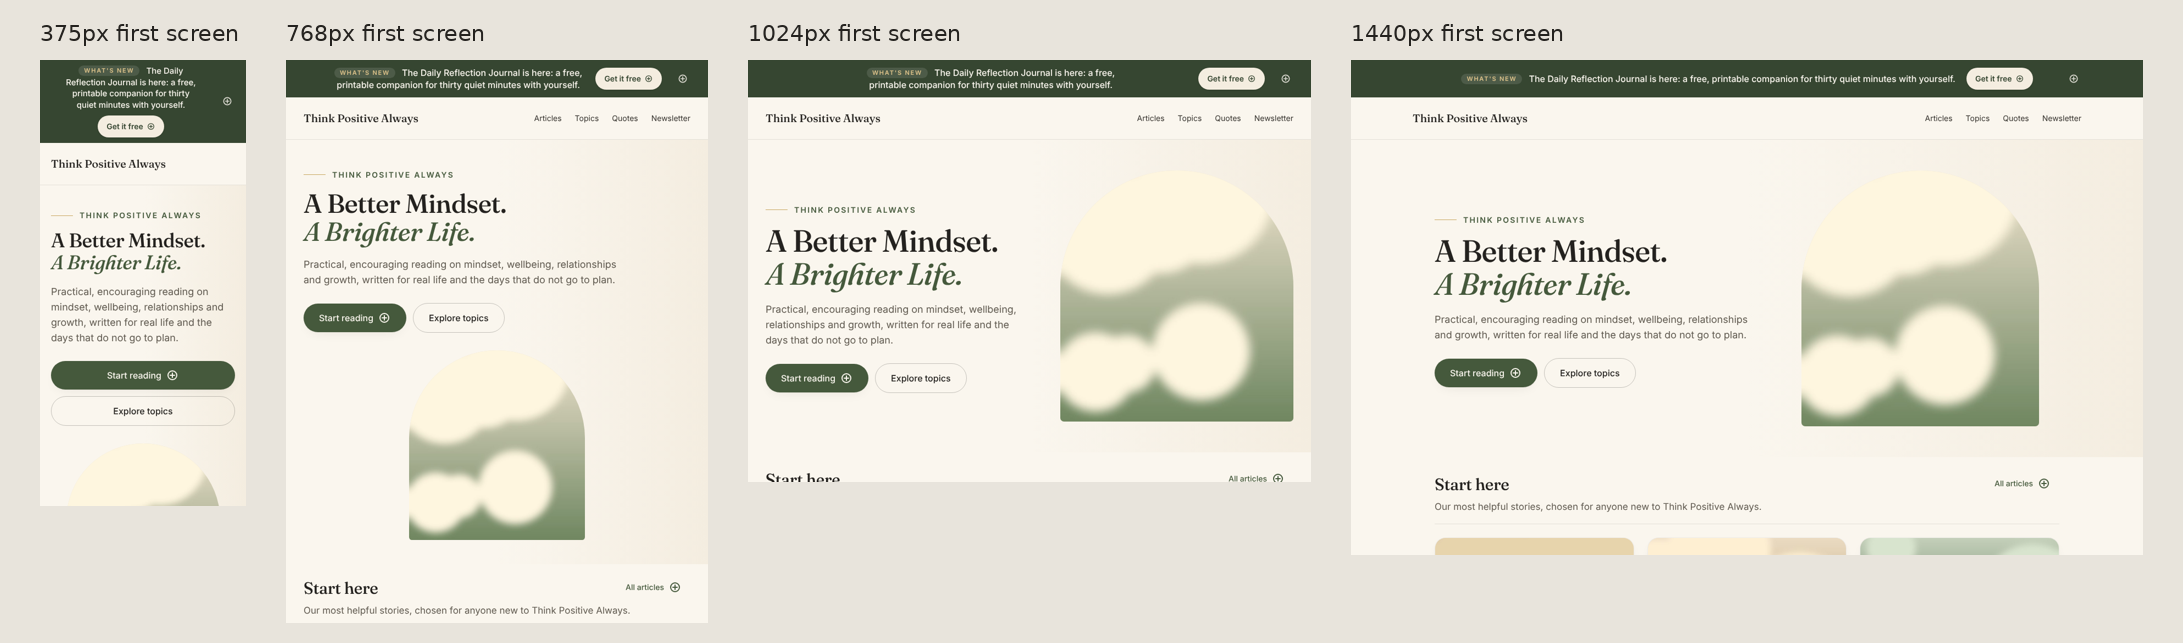 375px first screen
WHAT'S NEW The Daily
Reflection Journal is here: a free,
printable companion for thirty
quiet minutes with yourself.
Get it free
Think Positive Always
THINK POSITIVE ALWAYS
A Better Mindset.
A Brighter Life.
Practical, encouraging reading on
mindset, wellbeing, relationships and
growth, written for real life and the
days that do not go to plan.
Start reading
Explore topics
768px first screen
WHAT'S NEW The Daily Reflection Journal is here: a free,
printable companion for thirty quiet minutes with yourself.
Get it free
Think Positive Always
Articles Topics Quotes Newsletter
THINK POSITIVE ALWAYS
A Better Mindset.
A Brighter Life.
Practical, encouraging reading on mindset, wellbeing, relationships
and growth, written for real life and the days that do not go to plan.
Start reading Explore topics
Start here
All articles
Our most helpful stories, chosen for anyone new to Think Positive Always.
1024px first screen
WHAT'S NEW The Daily Reflection Journal is here: a free,
printable companion for thirty quiet minutes with yourself.
Get it free
Think Positive Always
Articles Topics Quotes Newsletter
THINK POSITIVE ALWAYS
A Better Mindset.
A Brighter Life.
Practical, encouraging reading on mindset, wellbeing,
relationships and growth, written for real life and the
days that do not go to plan.
Start reading Explore topics
Start here
All articles
1440px first screen
WHAT'S NEW The Daily Reflection Journal is here: a free, printable companion for thirty quiet minutes with yourself.
Get it free
Think Positive Always
Articles Topics Quotes Newsletter
THINK POSITIVE ALWAYS
A Better Mindset.
A Brighter Life.
Practical, encouraging reading on mindset, wellbeing, relationships
and growth, written for real life and the days that do not go to plan.
Start reading Explore topics
Start here
All articles
Our most helpful stories, chosen for anyone new to Think Positive Always.